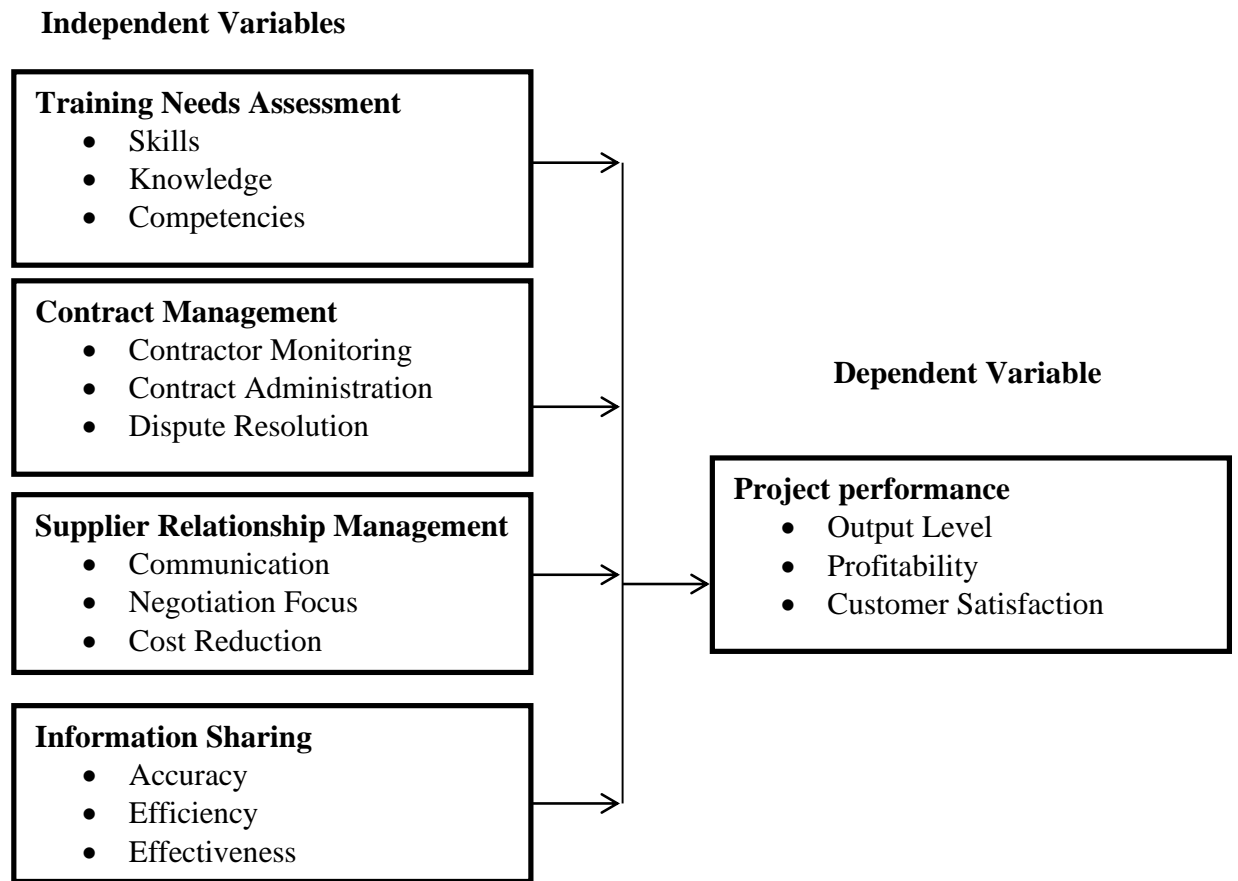 Independent Variables
Training Needs Assessment
• Skills
• Knowledge
• Competencies
Contract Management
• Contractor Monitoring
• Contract Administration
• Dispute Resolution
Supplier Relationship Management
• Communication
• Negotiation Focus
• Cost Reduction
Information Sharing
• Accuracy
• Efficiency
• Effectiveness
Dependent Variable
Project performance
• Output Level
• Profitability
• Customer Satisfaction